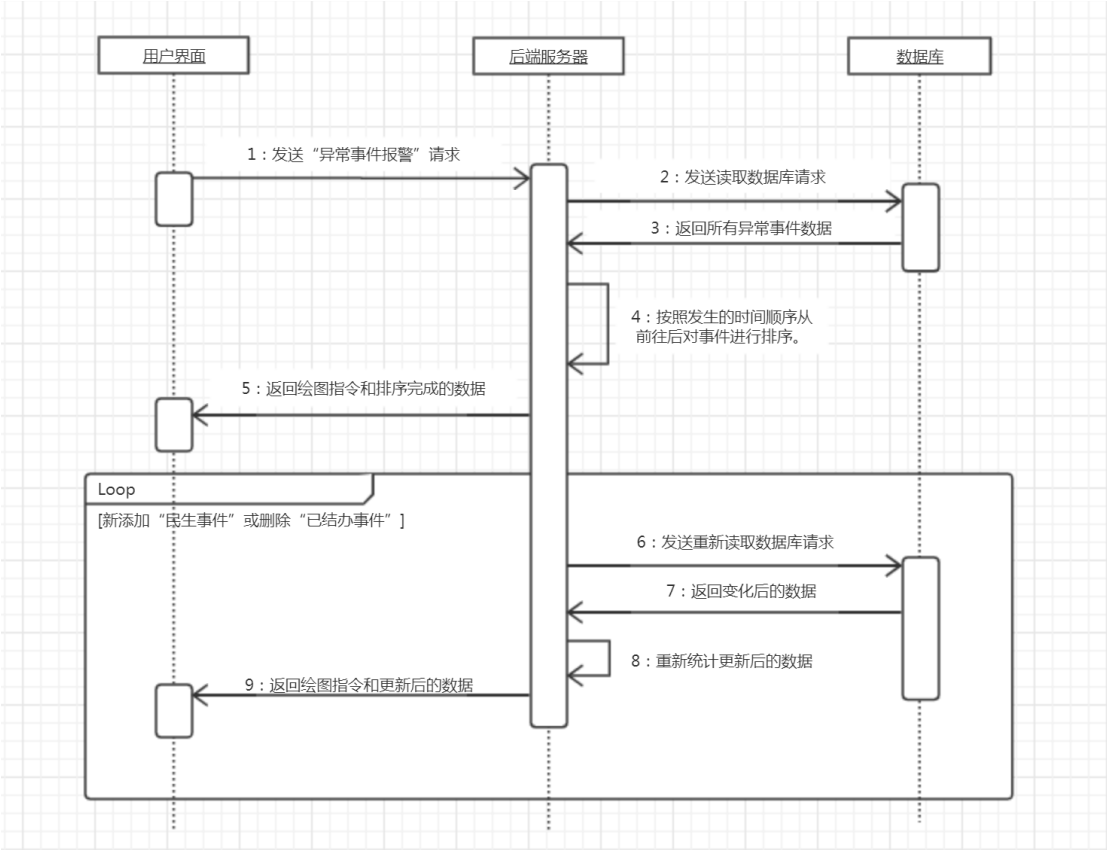 用户界面
后端服务器
数据库
1：发送“异常事件报警”请求
2：发送读取数据库请求
3：返回所有异常事件数据
4：按照发生的时间顺序从
前往后对事件进行排序。
5：返回绘图指令和排序完成的数据
Loop
[新添加“民生事件”或删除“已结办事件”]
6：发送重新读取数据库请求
7：返回变化后的数据
8：重新统计更新后的数据
9：返回绘图指令和更新后的数据